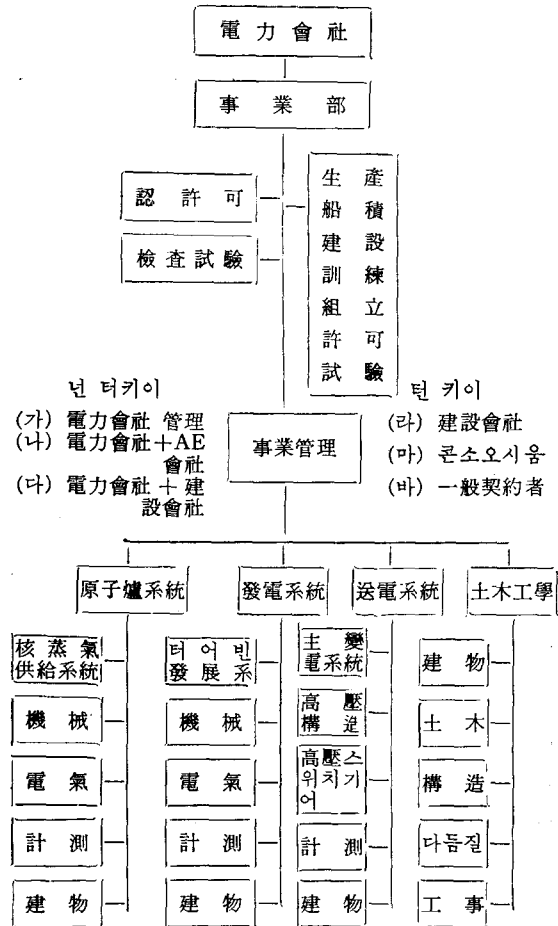 電力會社
事業部
認許可
檢査試驗
生產
船積
建設
訓練
組立
許可
試驗
넌 터키이
(가) 電力會社 管理
(나) 電力會社+AE
會社
(다) 電力會社 + 建
設會社
事業管理
턴 키이
(라) 建設會社
(마) 콘소오시움
(바) 一般契約者
原子爐系統
發電系統
送電系統
土木工學
核蒸氣
供給系統
機械
電氣
計測
建物
터어빈
發展系
機械
電氣
計測
建物
主變
電系統
高壓
構造
高壓스
위치기
어
計測
建物
建物
土木
構造
다듬질
工事